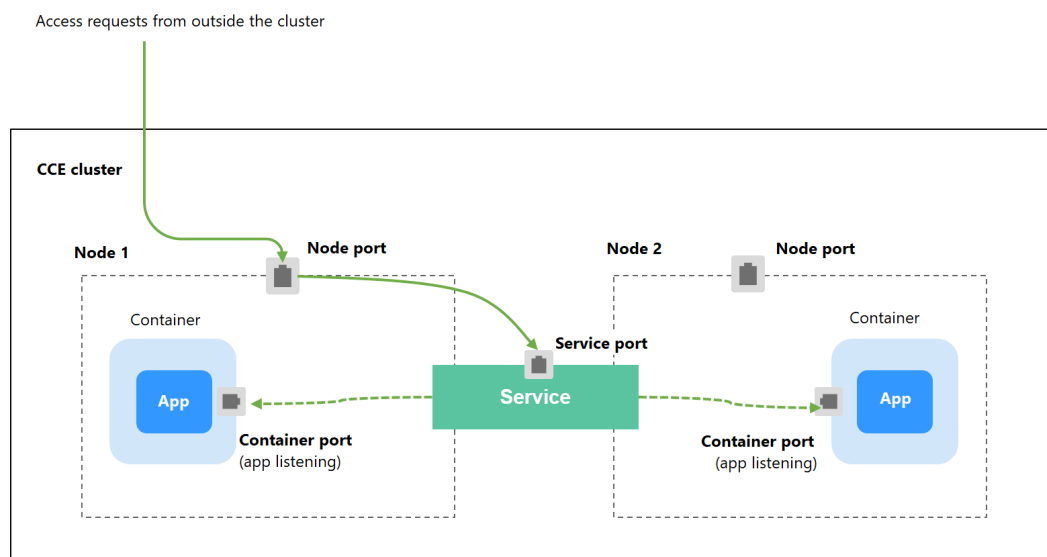 Access requests from outside the cluster
CCE cluster
Node 1
Node port
Node 2
Node port
Container
Container
Service port
App
Service
App
Container port
(app listening)
Container port
(app listening)